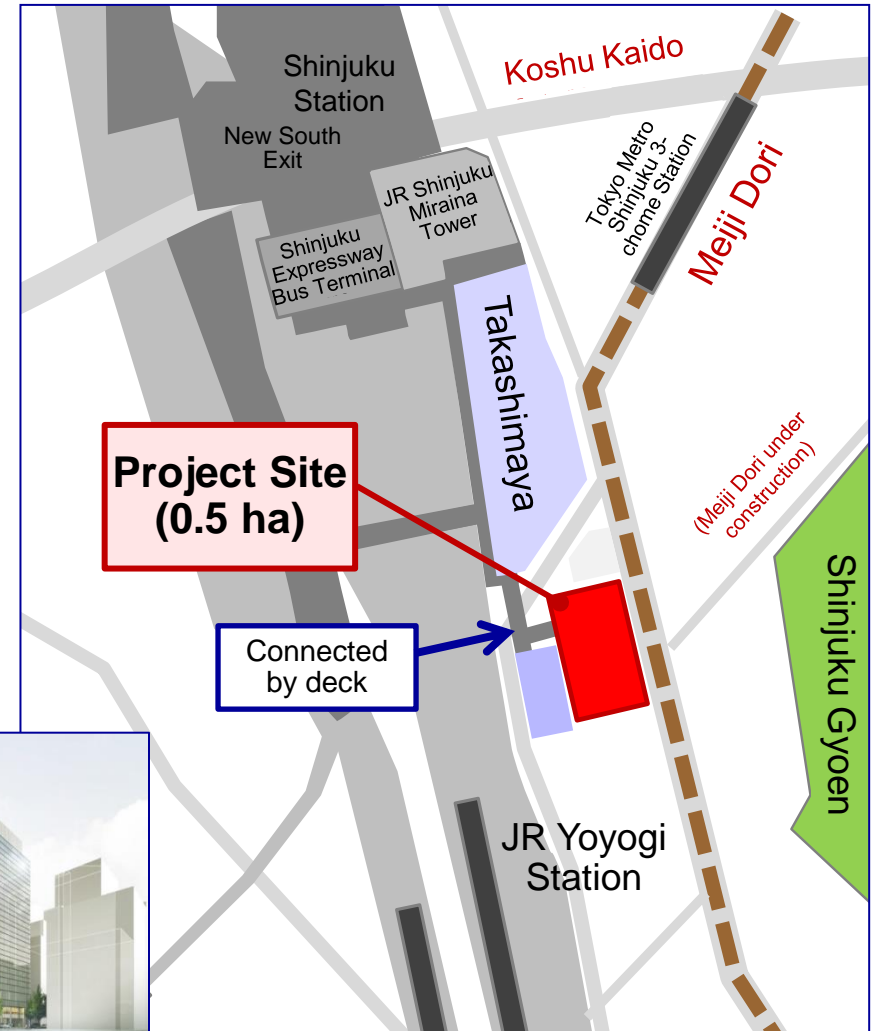 Shinjuku
Station
New South
Exit
Koshu Kaido
JR Shinjuku
Miraina
Tower
Shinjuku
Expressway
Bus Terminal
Tokyo Metro
Shinjuku 3-
chome Station
Meiji Dori
Takashimaya
Project Site
(0.5 ha)
(Meiji Dori under
construction)
Connected
by deck
Shinjuku Gyoen
JR Yoyogi
Station